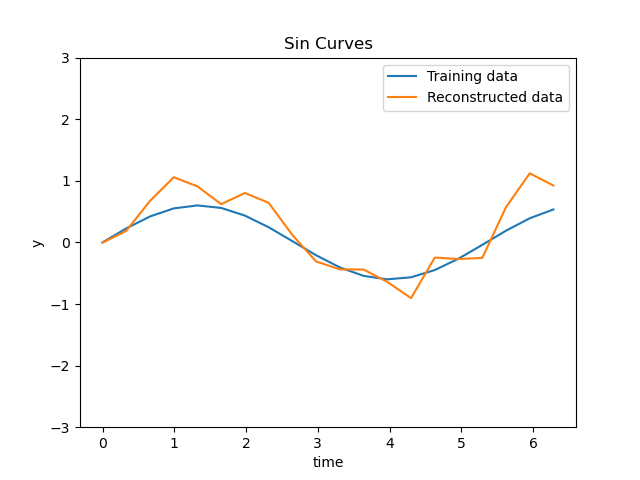 Sin Curves
Training data
Reconstructed data
3
2
1
0
−1
−2
−3
y
0 1 2 3 4 5 6
time